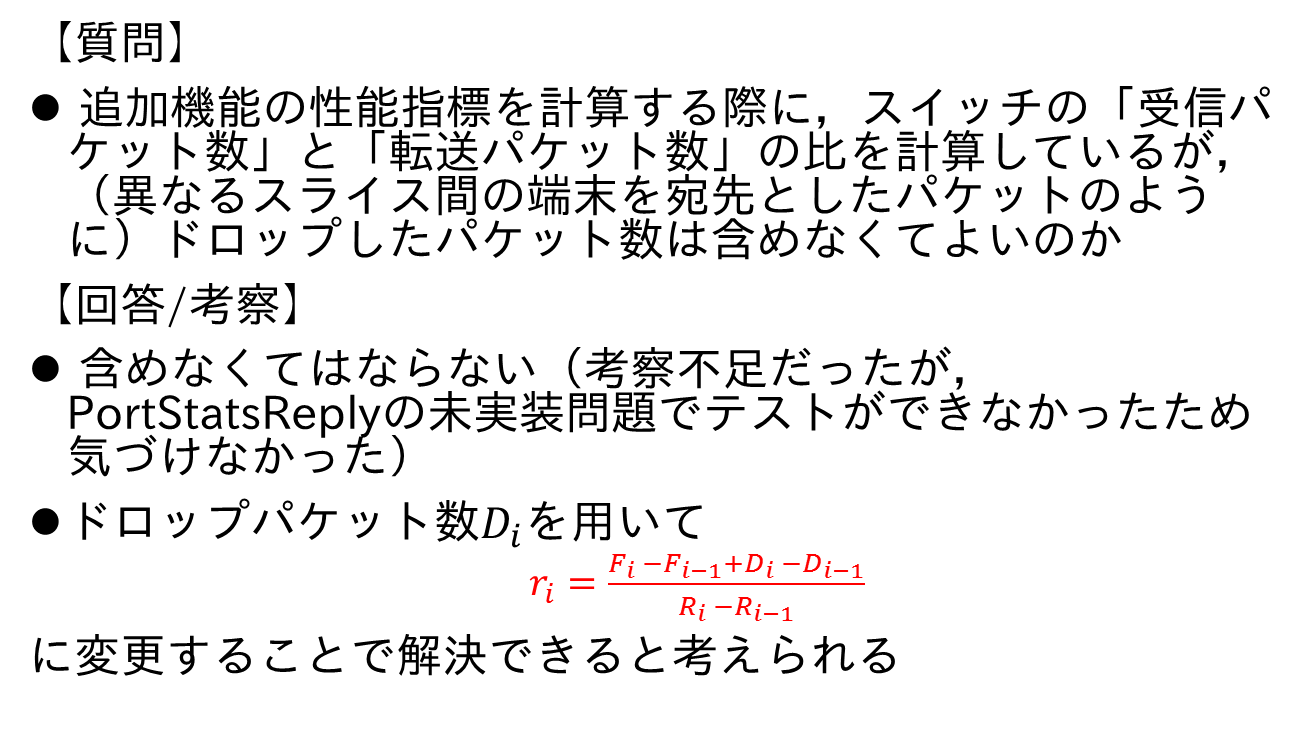 【質問】
● 追加機能の性能指標を計算する際に，スイッチの「受信パ
ケット数」と「転送パケット数」の比を計算しているが，
（異なるスライス間の端末を宛先としたパケットのよう
に）ドロップしたパケット数は含めなくてよいのか
【回答/考察】
● 含めなくてはならない（考察不足だったが，
PortStatsReplyの未実装問題でテストができなかったため
気づけなかった）
●ドロップパケット数𝐷𝑖を用いて
𝑟𝑖 = (𝐹𝑖 −𝐹𝑖−1+𝐷𝑖 −𝐷𝑖−1)/(𝑅𝑖 −𝑅𝑖−1)
に変更することで解決できると考えられる